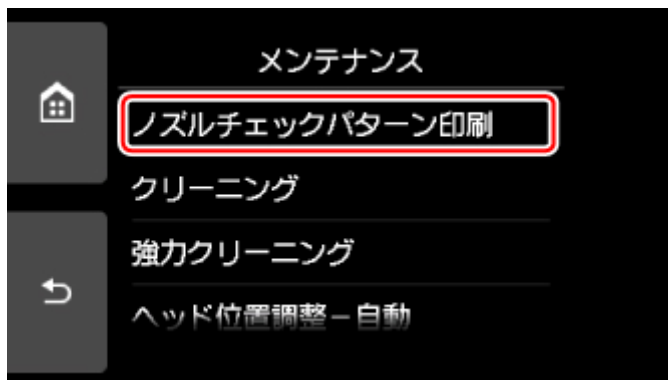 メンテナンス
ノズルチェックパターン印刷
クリーニング
強力クリーニング
ヘッド位置調整－自動